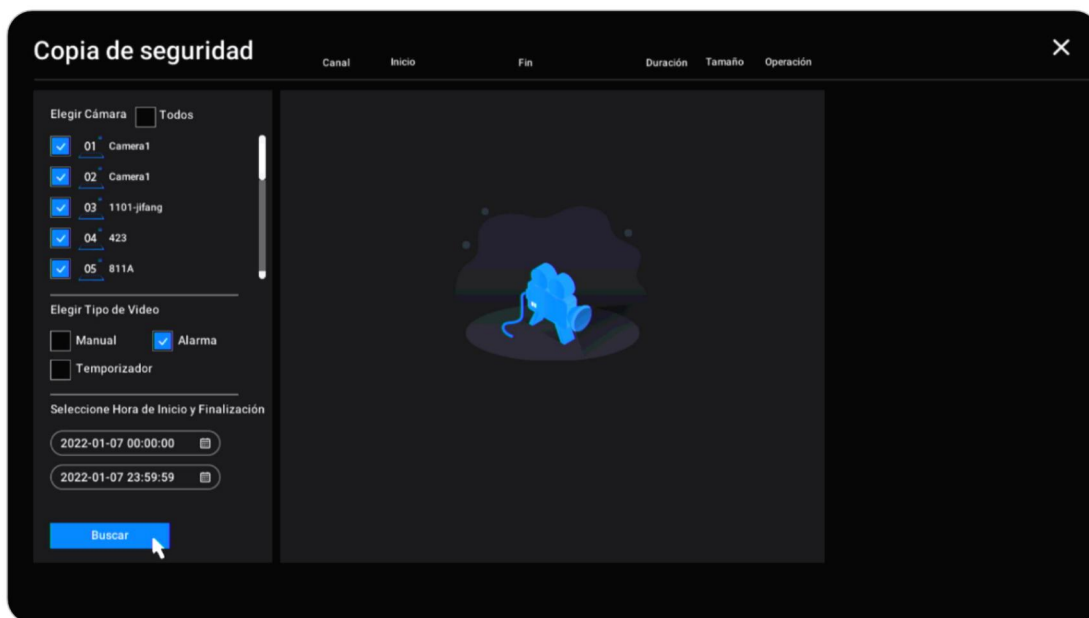 Copia de seguridad
Canal Inicio Fin Duración Tamaño Operación
Elegir Cámara Todos
01 Camera1
02 Camera1
03 1101-jifang
04 423
05 811A
Elegir Tipo de Video
Manual Alarma
Temporizador
Seleccione Hora de Inicio y Finalización
2022-01-07 00:00:00
2022-01-07 23:59:59
Buscar